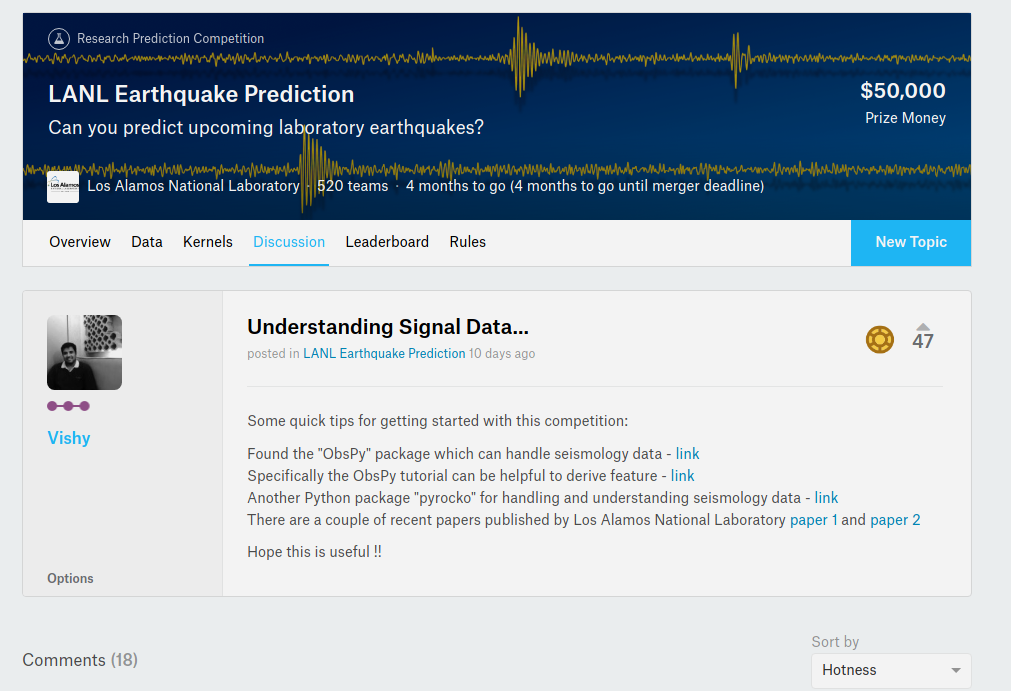 Research Prediction Competition
LANL Earthquake Prediction
Can you predict upcoming laboratory earthquakes?
$50,000
Prize Money
Los Alamos
Los Alamos National Laboratory · 520 teams · 4 months to go (4 months to go until merger deadline)
Overview Data Kernels Discussion Leaderboard Rules New Topic
Understanding Signal Data...
posted in LANL Earthquake Prediction 10 days ago
47
Vishy
Options
Some quick tips for getting started with this competition:
Found the "ObsPy" package which can handle seismology data - link
Specifically the ObsPy tutorial can be helpful to derive feature - link
Another Python package "pyrocko" for handling and understanding seismology data - link
There are a couple of recent papers published by Los Alamos National Laboratory paper 1 and paper 2
Hope this is useful !!
Comments (18)
Sort by
Hotness